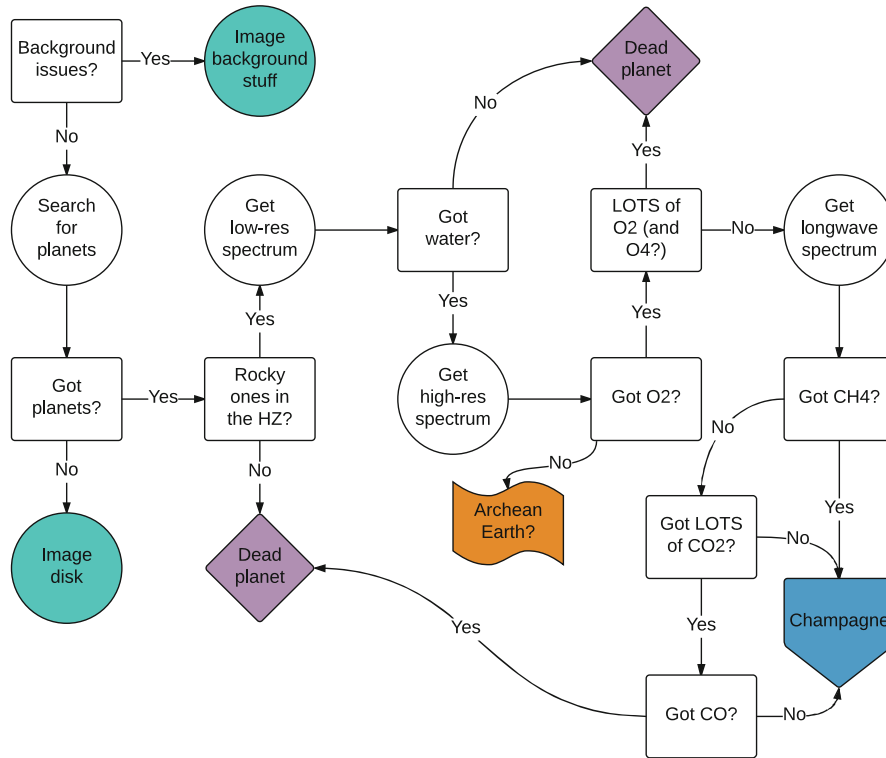 Background
issues?
Yes
Image
background
stuff
No
Search
for
planets
Got
planets?
Yes
No
Image
disk
Rocky
ones in
the HZ?
Yes
No
Dead
planet
Get
low-res
spectrum
Got
water?
No
Dead
planet
Yes
Get
high-res
spectrum
Got O2?
No
Archean
Earth?
Yes
LOTS of
O2 (and
O4?)
Yes
No
Get
longwave
spectrum
Got CH4?
No
Yes
Got LOTS
of CO2?
No
Yes
Champagne
Got CO?
Yes
No